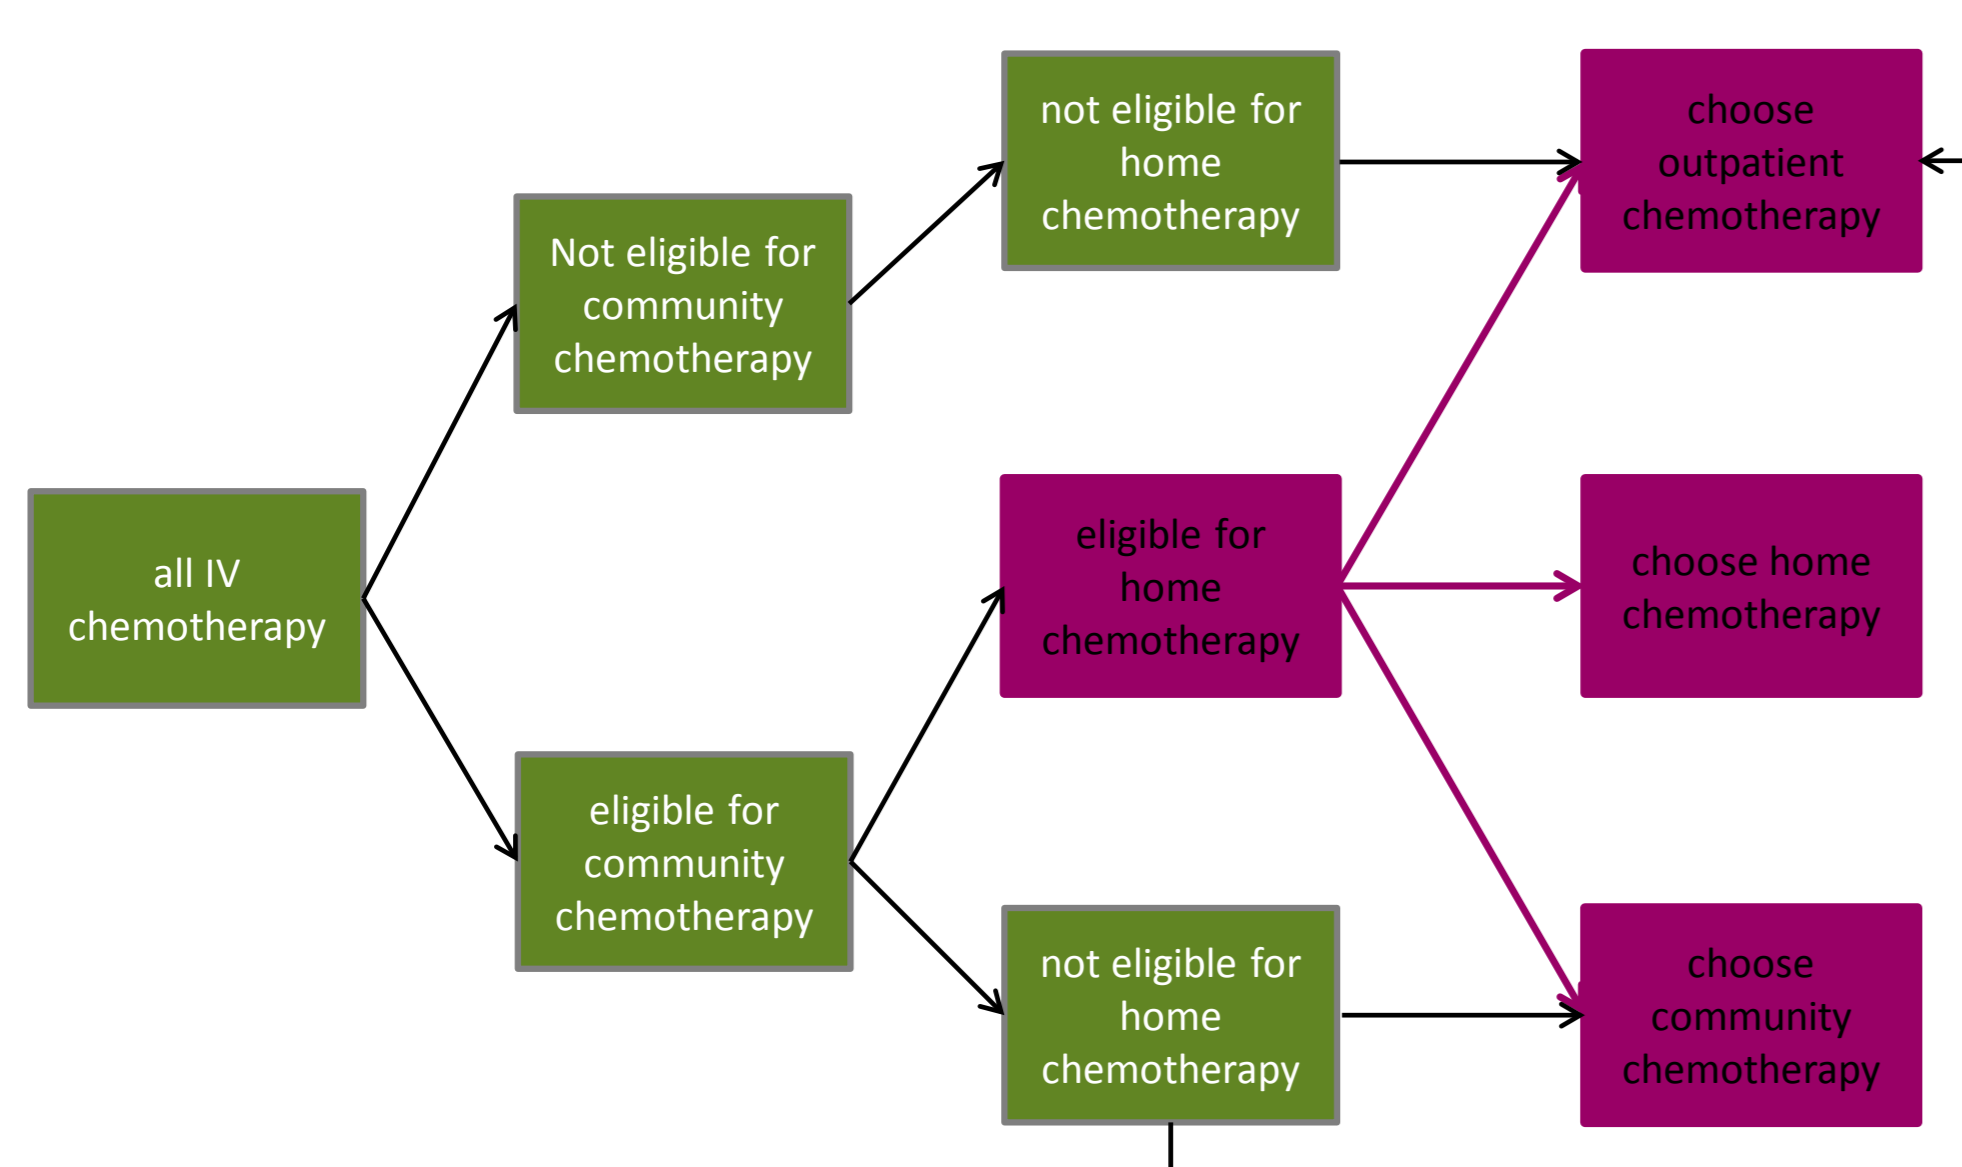 all IV
chemotherapy
Not eligible for
community
chemotherapy
eligible for
community
chemotherapy
not eligible for
home
chemotherapy
eligible for
home
chemotherapy
not eligible for
home
chemotherapy
choose
outpatient
chemotherapy
choose home
chemotherapy
choose
community
chemotherapy